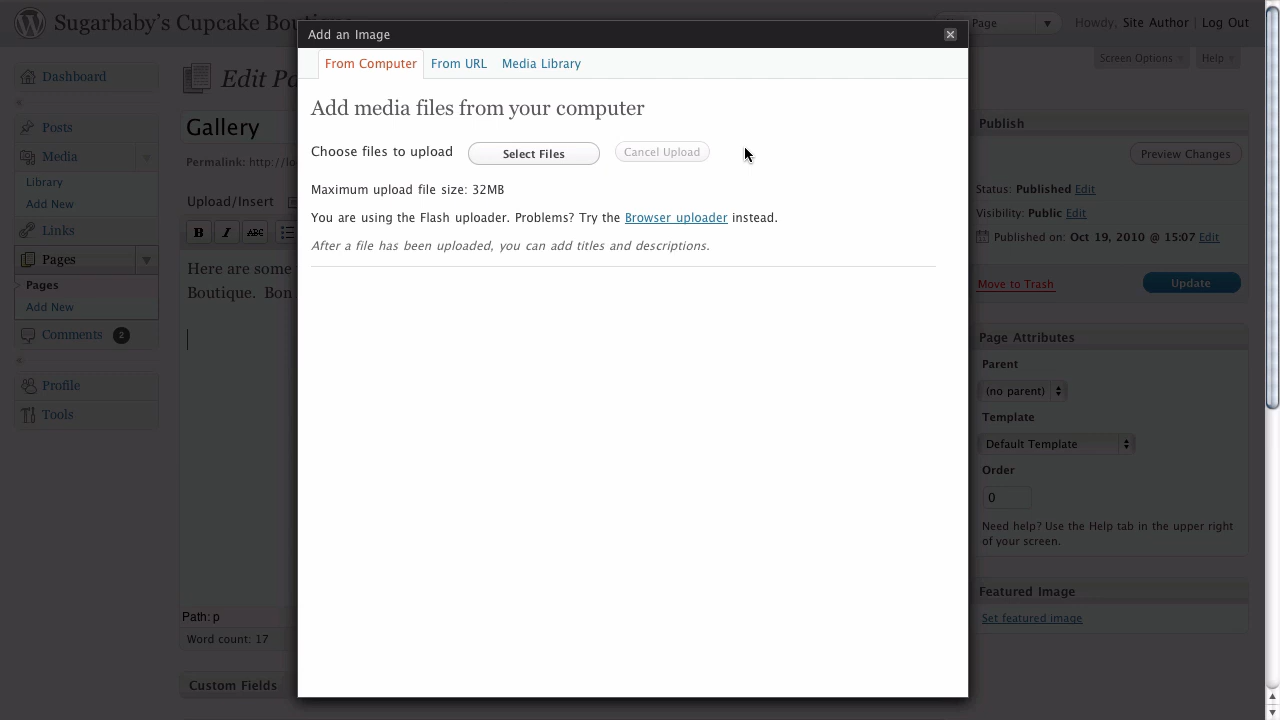 Sugarbaby's Cupcake Bou
Page
Howdy, Site Author | Log Out
Add an Image
Screen Options
Help
Dashboard
Posts
Media
Library
Add New
Links
Pages
Pages
Add New
Comments 2
Profile
Tools
Edit Pa
Gallery
Permalink: http://lo
Upload/Insert
B I ABC
Here are some
Boutique. Bon
Path: p
Word count: 17
Custom Fields
From Computer From URL Media Library
Add media files from your computer
Choose files to upload Select Files Cancel Upload
Maximum upload file size: 32MB
You are using the Flash uploader. Problems? Try the Browser uploader instead.
After a file has been uploaded, you can add titles and descriptions.
Publish
Preview Changes
Status: Published Edit
Visibility: Public Edit
Published on: Oct 19, 2010 @ 15:07 Edit
Move to Trash
Update
Page Attributes
Parent
(no parent)
Template
Default Template
Order
0
Need help? Use the Help tab in the upper right
of your screen.
Featured Image
Set featured image